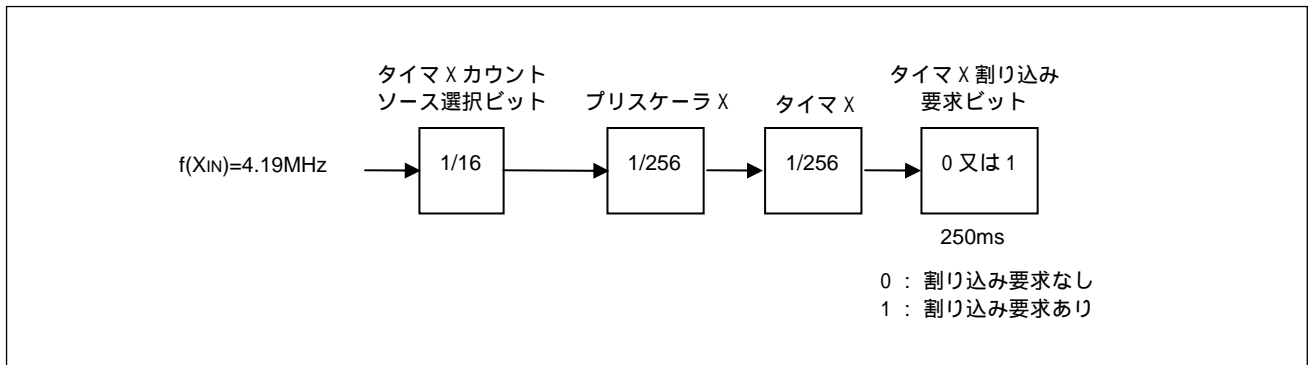 タイマ X カウント
ソース選択ビット
プリスケーラ X
タイマ X
タイマ X 割り込み
要求ビット
f(XIN)=4.19MHz
1/16
1/256
1/256
0 又は 1
250ms
0 : 割り込み要求なし
1 : 割り込み要求あり